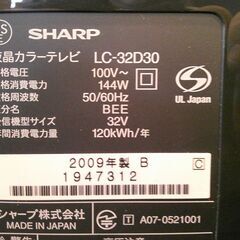 SHARP
液晶カラーテレビ LC-32D30
格電圧 100V~
格消費電力 144W
格周波数 50/60Hz
分名 BEE
信機型サイズ 32V
間消費電力量 120kWh/年
UL Japan
2009年製 B
1947312
C
シャープ株式会社
JET
A07-0521001